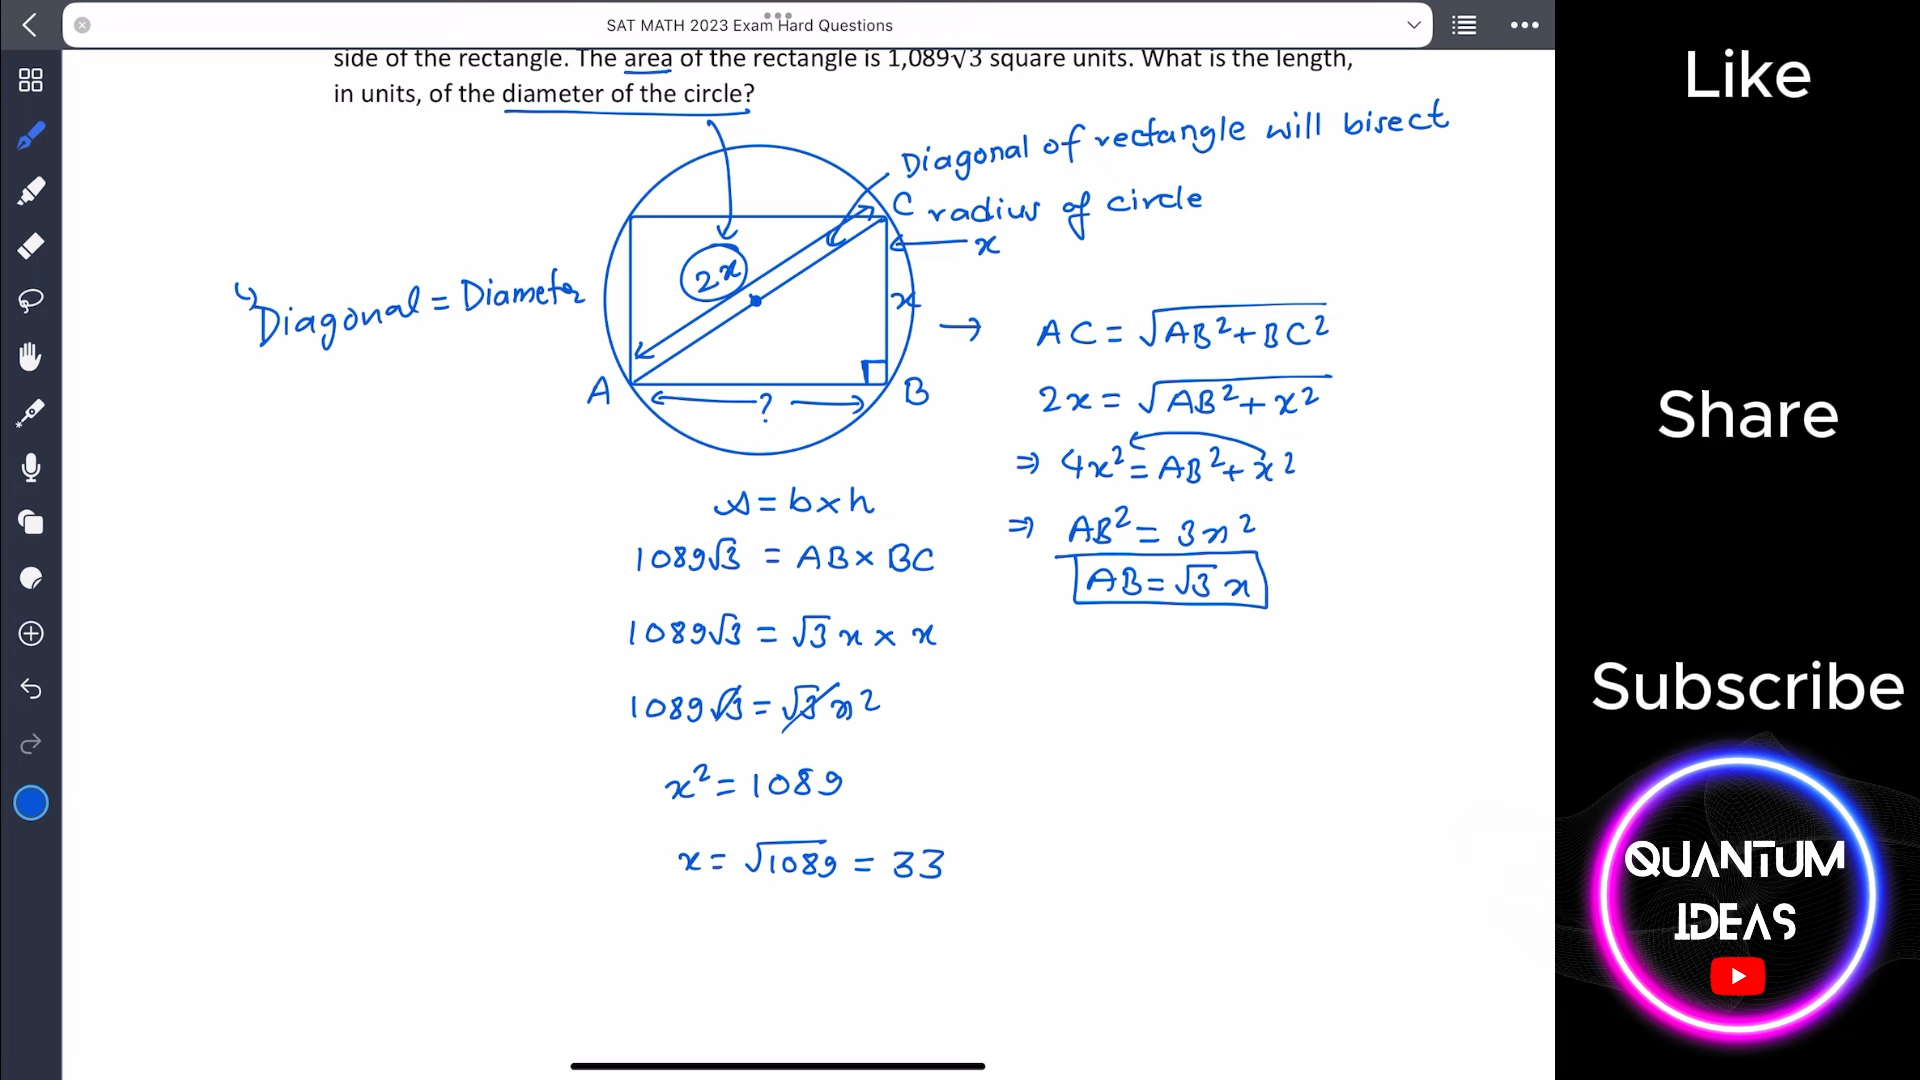 SAT MATH 2023 Exam Hard Questions
side of the rectangle. The area of the rectangle is 1,089√3 square units. What is the length,
in units, of the diameter of the circle?
Diagonal of rectangle will bisect
radius of circle
C
x
2x
x
Diagonal = Diameter
A
B
?
AC = √AB²+BC²
2x = √AB²+x²
⇒ 4x² = AB²+x²
⇒ AB² = 3x²
AB = √3 x
A = b×h
1089√3 = AB × BC
1089√3 = √3 x × x
1089√3 = √3 x²
x² = 1089
x = √1089 = 33
Like
Share
Subscribe
QUANTUM
IDEAS